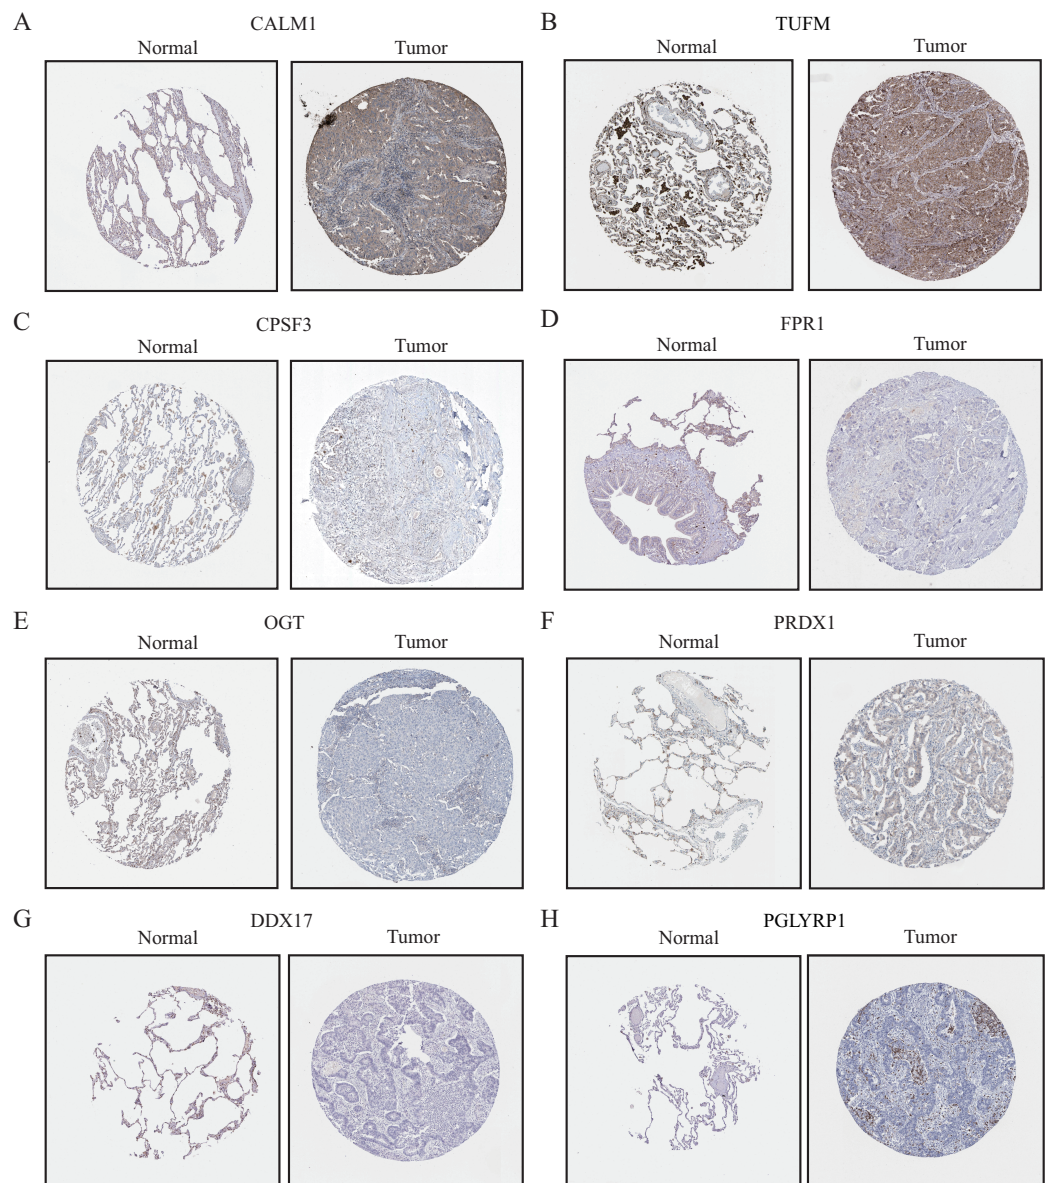 A
CALM1
Normal
Tumor
B
TUFM
Normal
Tumor
C
CPSF3
Normal
Tumor
D
FPR1
Normal
Tumor
E
OGT
Normal
Tumor
F
PRDX1
Normal
Tumor
G
DDX17
Normal
Tumor
H
PGLYRP1
Normal
Tumor